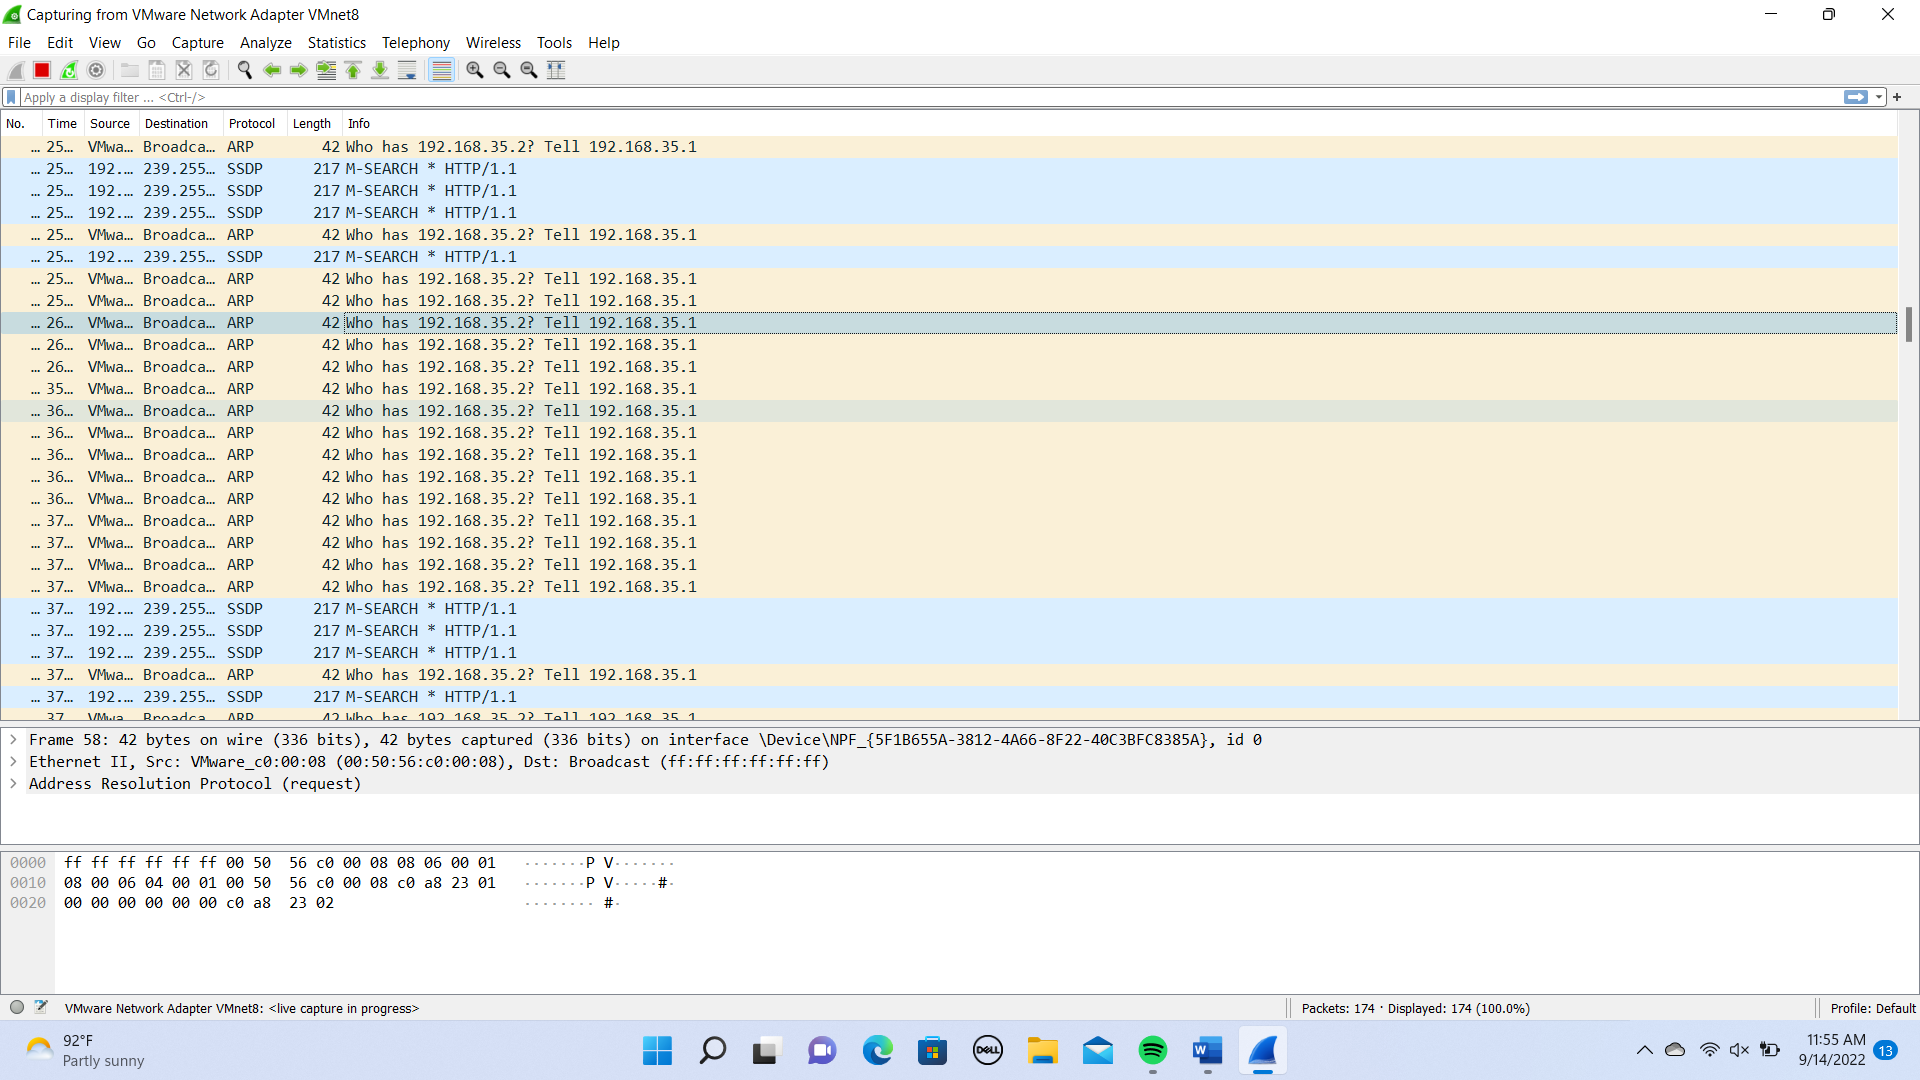 Capturing from VMware Network Adapter VMnet8
File Edit View Go Capture Analyze Statistics Telephony Wireless Tools Help
Apply a display filter ... <Ctrl-/>
No. Time Source Destination Protocol Length Info
... 25... VMwa... Broadca... ARP 42 Who has 192.168.35.2? Tell 192.168.35.1
... 25... 192.... 239.255... SSDP 217 M-SEARCH * HTTP/1.1
... 25... 192.... 239.255... SSDP 217 M-SEARCH * HTTP/1.1
... 25... 192.... 239.255... SSDP 217 M-SEARCH * HTTP/1.1
... 25... VMwa... Broadca... ARP 42 Who has 192.168.35.2? Tell 192.168.35.1
... 25... 192.... 239.255... SSDP 217 M-SEARCH * HTTP/1.1
... 25... VMwa... Broadca... ARP 42 Who has 192.168.35.2? Tell 192.168.35.1
... 25... VMwa... Broadca... ARP 42 Who has 192.168.35.2? Tell 192.168.35.1
... 26... VMwa... Broadca... ARP 42 Who has 192.168.35.2? Tell 192.168.35.1
... 26... VMwa... Broadca... ARP 42 Who has 192.168.35.2? Tell 192.168.35.1
... 26... VMwa... Broadca... ARP 42 Who has 192.168.35.2? Tell 192.168.35.1
... 35... VMwa... Broadca... ARP 42 Who has 192.168.35.2? Tell 192.168.35.1
... 36... VMwa... Broadca... ARP 42 Who has 192.168.35.2? Tell 192.168.35.1
... 36... VMwa... Broadca... ARP 42 Who has 192.168.35.2? Tell 192.168.35.1
... 36... VMwa... Broadca... ARP 42 Who has 192.168.35.2? Tell 192.168.35.1
... 36... VMwa... Broadca... ARP 42 Who has 192.168.35.2? Tell 192.168.35.1
... 36... VMwa... Broadca... ARP 42 Who has 192.168.35.2? Tell 192.168.35.1
... 37... VMwa... Broadca... ARP 42 Who has 192.168.35.2? Tell 192.168.35.1
... 37... VMwa... Broadca... ARP 42 Who has 192.168.35.2? Tell 192.168.35.1
... 37... VMwa... Broadca... ARP 42 Who has 192.168.35.2? Tell 192.168.35.1
... 37... VMwa... Broadca... ARP 42 Who has 192.168.35.2? Tell 192.168.35.1
... 37... 192.... 239.255... SSDP 217 M-SEARCH * HTTP/1.1
... 37... 192.... 239.255... SSDP 217 M-SEARCH * HTTP/1.1
... 37... 192.... 239.255... SSDP 217 M-SEARCH * HTTP/1.1
... 37... VMwa... Broadca... ARP 42 Who has 192.168.35.2? Tell 192.168.35.1
... 37... 192.... 239.255... SSDP 217 M-SEARCH * HTTP/1.1
37 VMwa Broadca ARP 42 Who has 192.168.35.2? Tell 192.168.35.1
Frame 58: 42 bytes on wire (336 bits), 42 bytes captured (336 bits) on interface \Device\NPF_{5F1B655A-3812-4A66-8F22-40C3BFC8385A}, id 0
Ethernet II, Src: VMware_c0:00:08 (00:50:56:c0:00:08), Dst: Broadcast (ff:ff:ff:ff:ff:ff)
Address Resolution Protocol (request)
0000 ff ff ff ff ff ff 00 50 56 c0 00 08 08 06 00 01 ·······P V·······
0010 08 00 06 04 00 01 00 50 56 c0 00 08 c0 a8 23 01 ·······P V·····#·
0020 00 00 00 00 00 00 c0 a8 23 02 ········ #·
VMware Network Adapter VMnet8: <live capture in progress> Packets: 174 · Displayed: 174 (100.0%) Profile: Default
92°F
Partly sunny
DELL
W
11:55 AM
9/14/2022
13